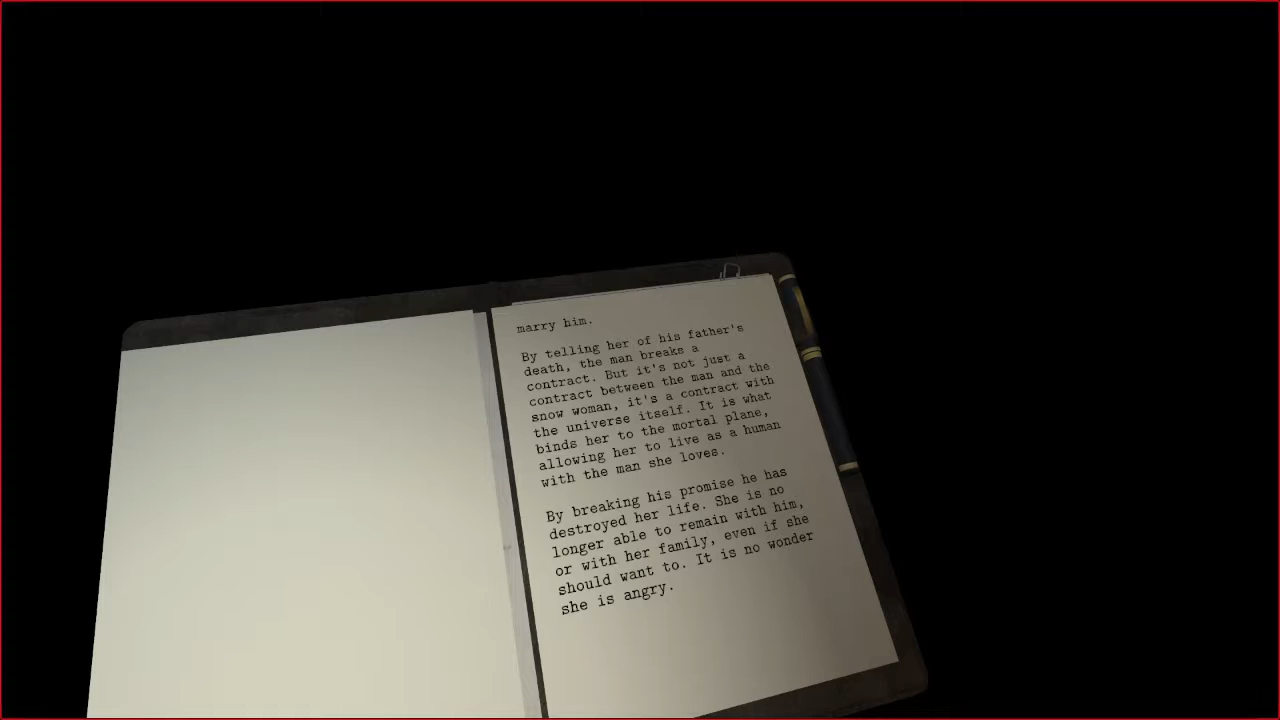 marry him.
By telling her of his father's
death, the man breaks a
contract. But it's not just a
contract between the man and the
snow woman, it's a contract with
the universe itself. It is what
binds her to the mortal plane,
allowing her to live as a human
with the man she loves.
By breaking his promise he has
destroyed her life. She is no
longer able to remain with him,
or with her family, even if she
should want to. It is no wonder
she is angry.